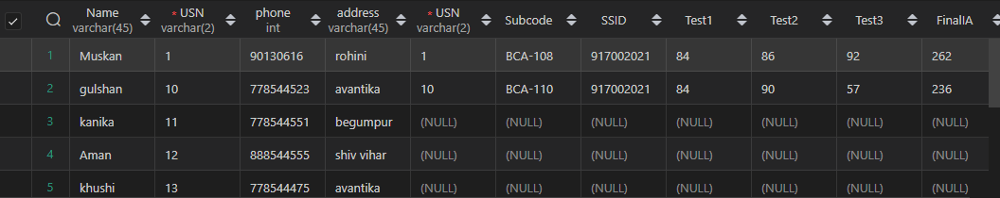 Name * USN phone address * USN Subcode SSID Test1 Test2 Test3 FinalIA
varchar(45) varchar(2) int varchar(45) varchar(2)
1 Muskan 1 90130616 rohini 1 BCA-108 917002021 84 86 92 262
2 gulshan 10 778544523 avantika 10 BCA-110 917002021 84 90 57 236
3 kanika 11 778544551 begumpur (NULL) (NULL) (NULL) (NULL) (NULL) (NULL) (NULL)
4 Aman 12 888544555 shiv vihar (NULL) (NULL) (NULL) (NULL) (NULL) (NULL) (NULL)
5 khushi 13 778544475 avantika (NULL) (NULL) (NULL) (NULL) (NULL) (NULL) (NULL)